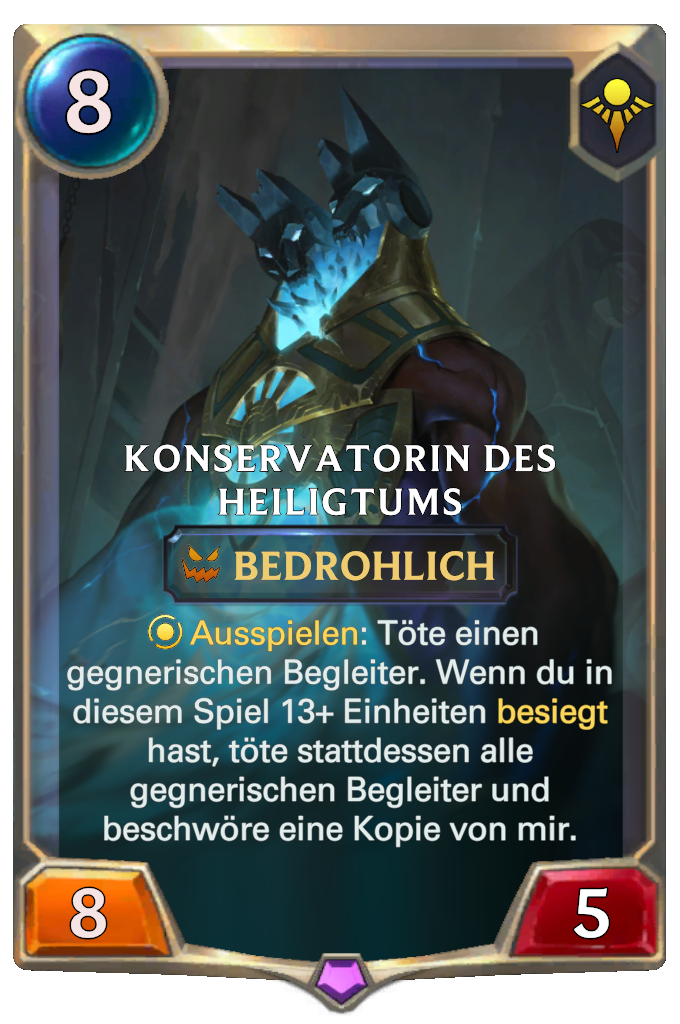 8
KONSERVATORIN DES
HEILIGTUMS
BEDROHLICH
Ausspielen: Töte einen
gegnerischen Begleiter. Wenn du in
diesem Spiel 13+ Einheiten besiegt
hast, töte stattdessen alle
gegnerischen Begleiter und
beschwöre eine Kopie von mir.
8
5